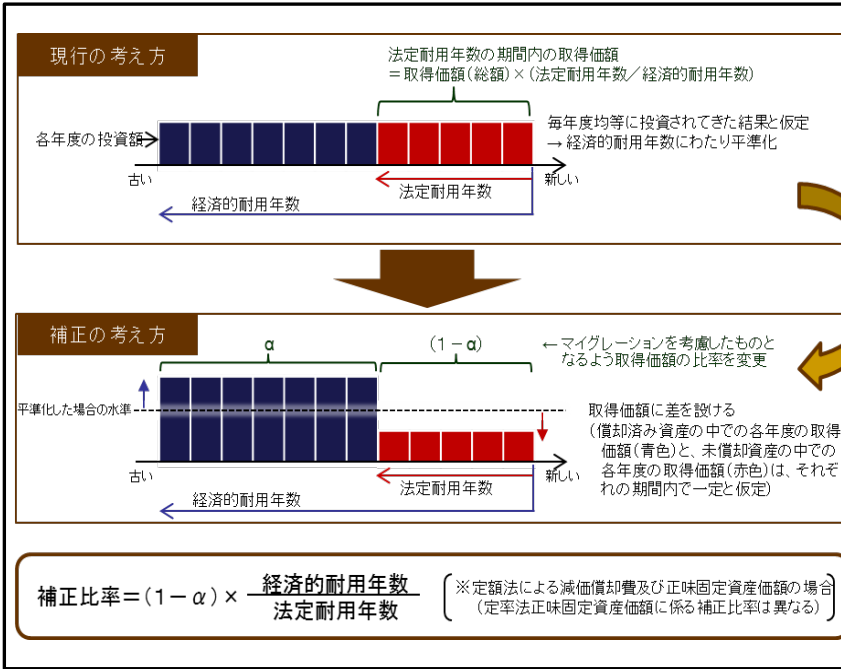 現行の考え方
法定耐用年数の期間内の取得価額
＝取得価額(総額)×(法定耐用年数／経済的耐用年数)
各年度の投資額
毎年度均等に投資されてきた結果と仮定
→ 経済的耐用年数にわたり平準化
古い
新しい
法定耐用年数
経済的耐用年数
補正の考え方
α
(1－α)
←マイグレーションを考慮したものと
なるよう取得価額の比率を変更
平準化した場合の水準
取得価額に差を設ける
(償却済み資産の中での各年度の取得
価額(青色)と、未償却資産の中での
各年度の取得価額(赤色)は、それぞ
れの期間内で一定と仮定)
古い
新しい
法定耐用年数
経済的耐用年数
補正比率＝(1－α)× 経済的耐用年数
法定耐用年数
※定額法による減価償却費及び正味固定資産価額の場合
(定率法正味固定資産価額に係る補正比率は異なる)